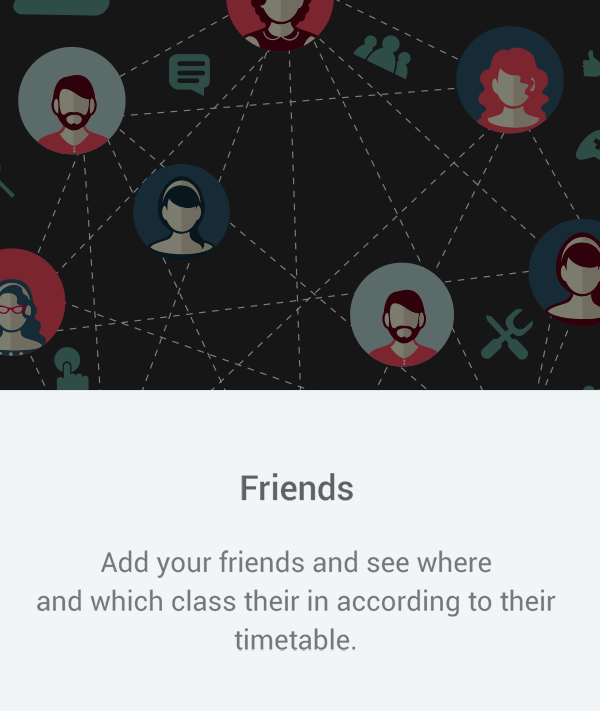 Friends
Add your friends and see where
and which class their in according to their
timetable.